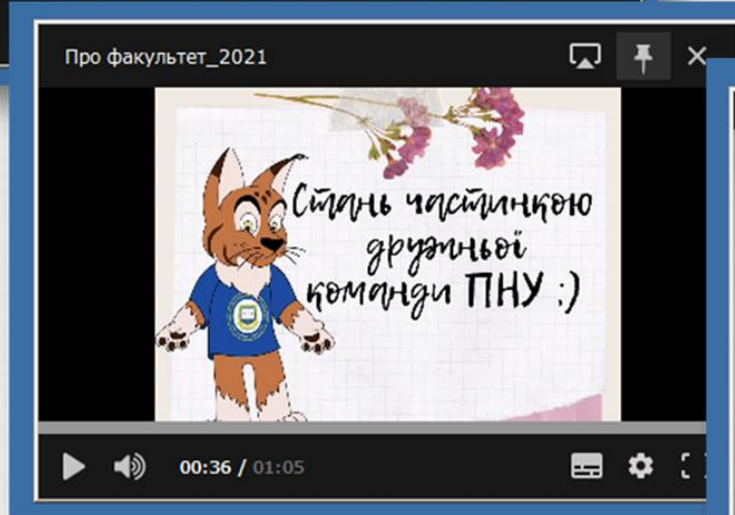 Про факультет_2021
Стань частинкою
дружньої
команди ПНУ :)
00:36 / 01:05